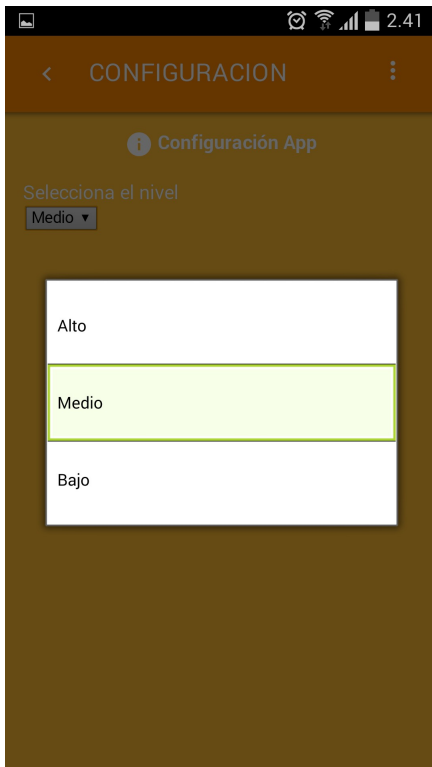 2.41
CONFIGURACION
Configuración App
Selecciona el nivel
Medio
Alto
Medio
Bajo